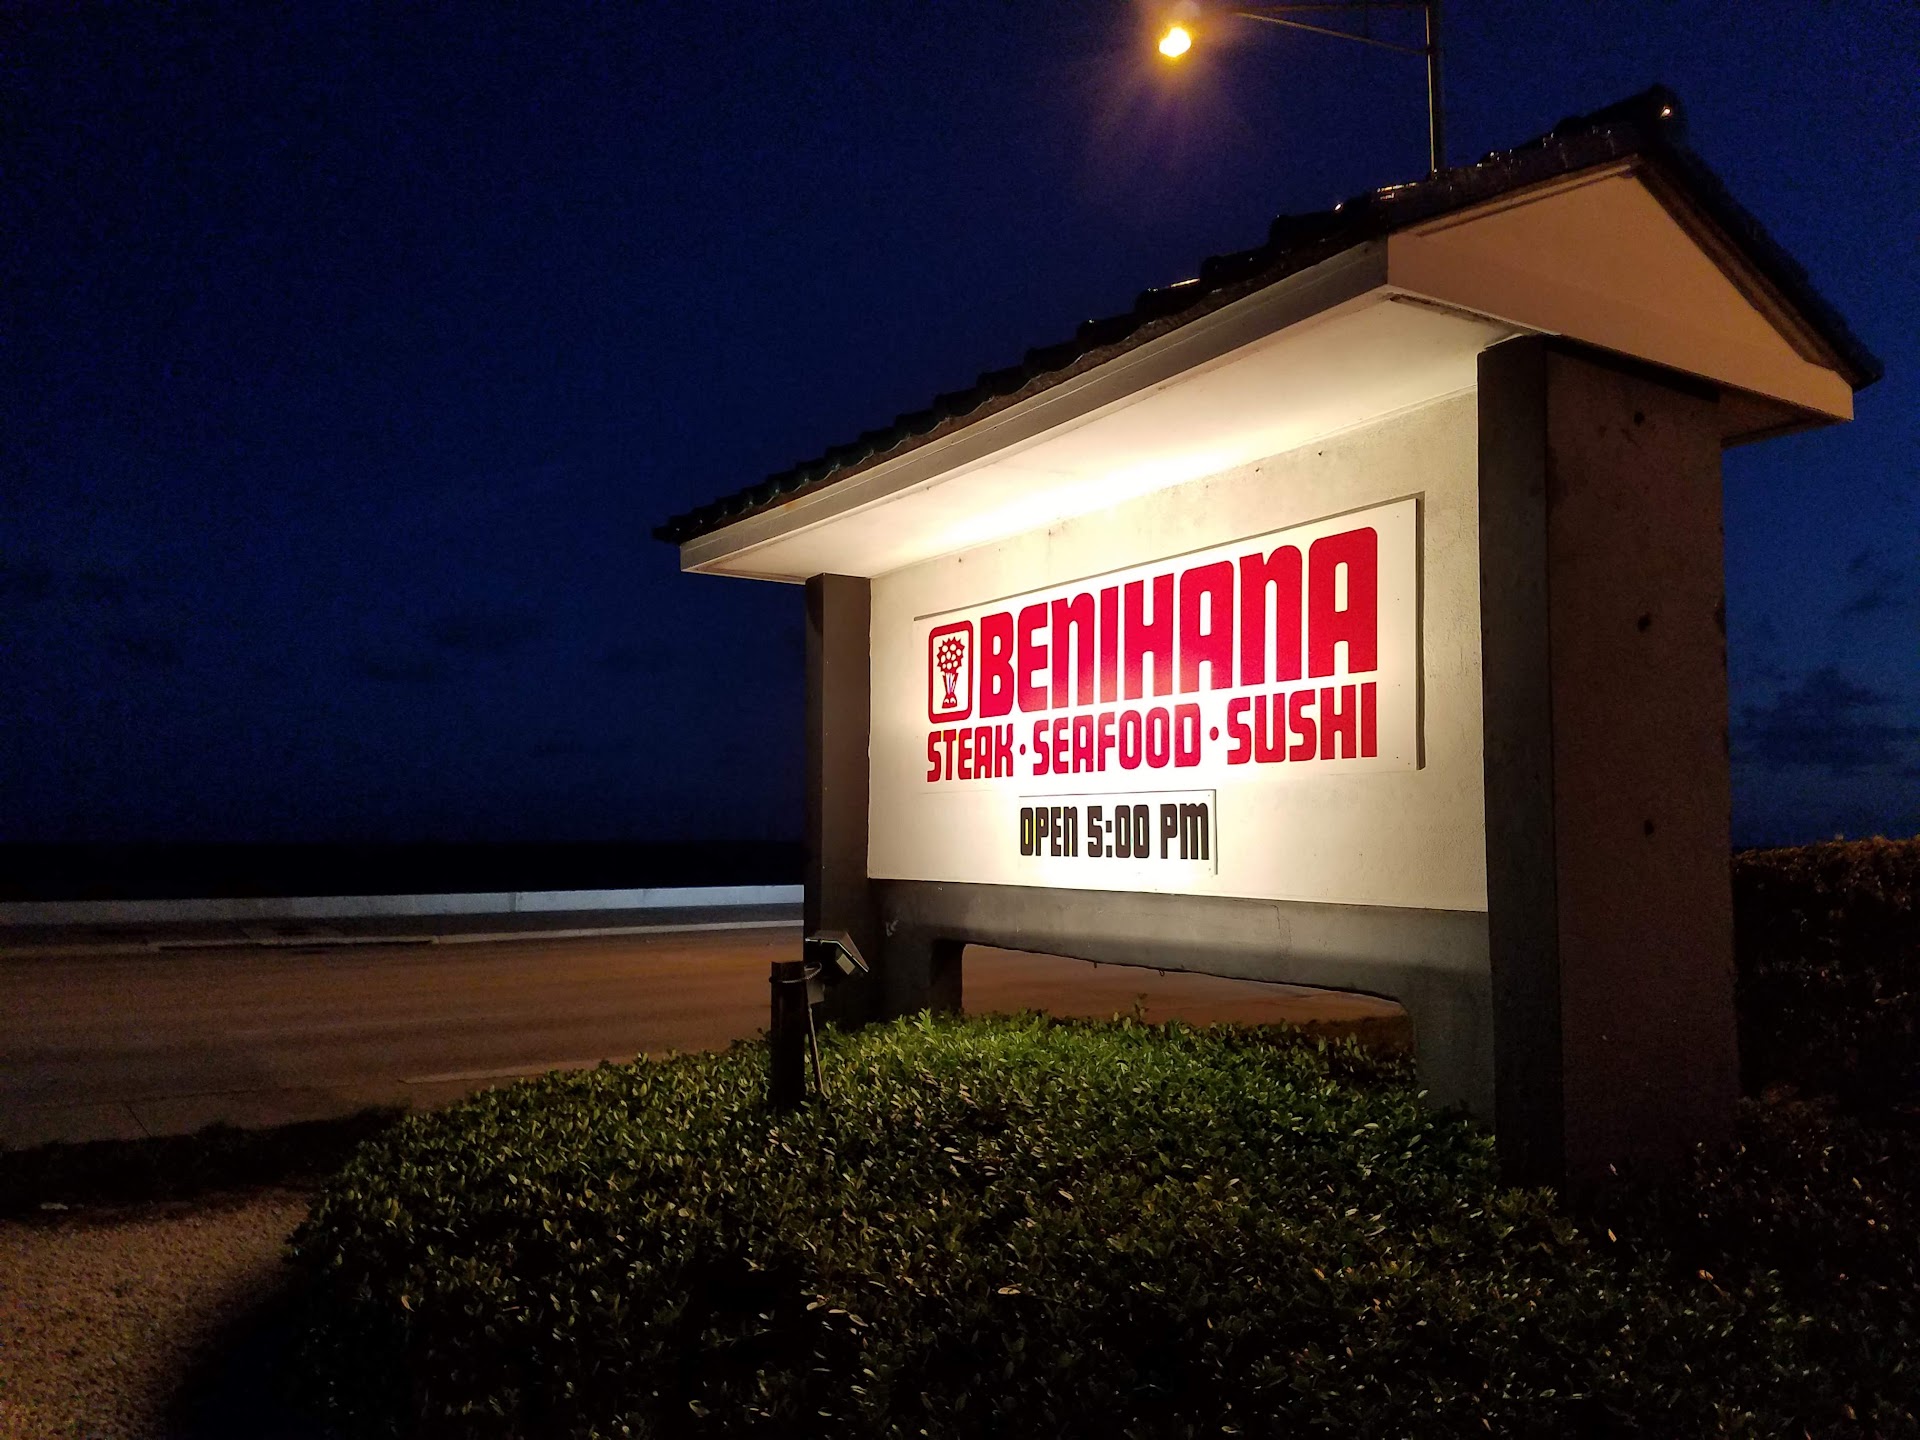 BENIHANA
STEAK · SEAFOOD · SUSHI
OPEN 5:00 PM